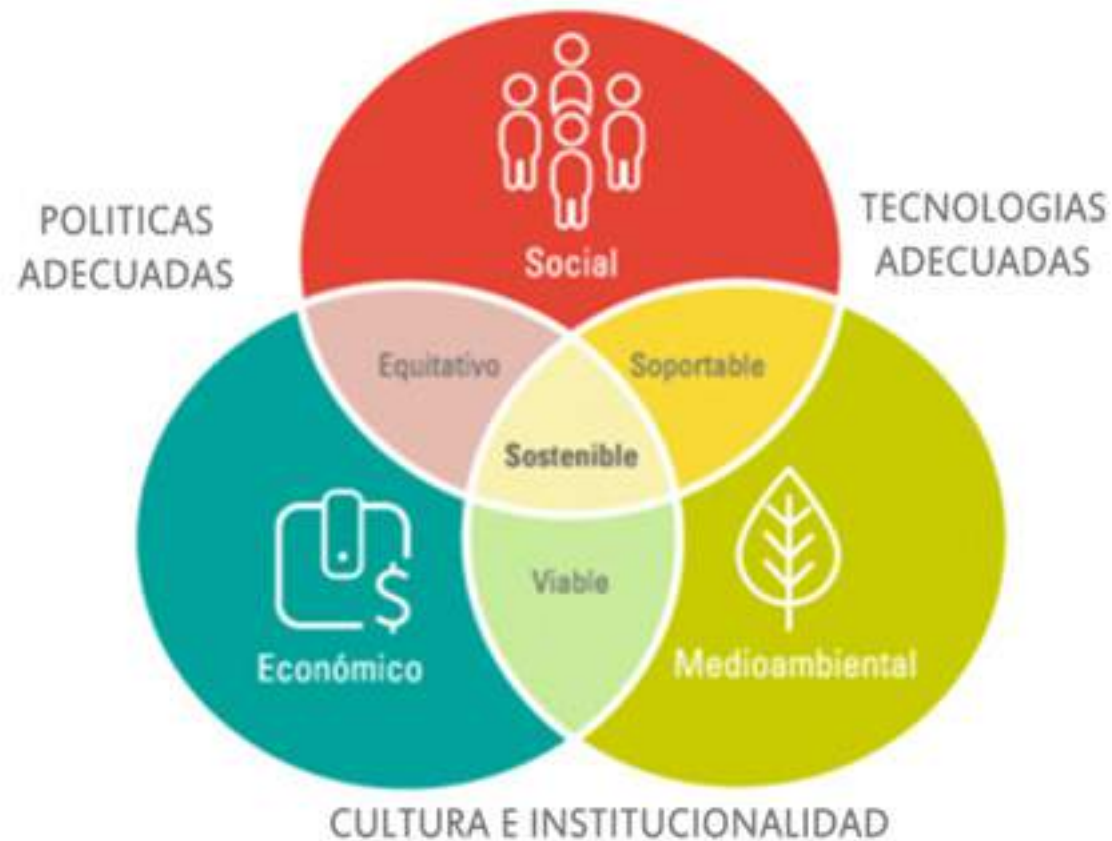 POLITICAS
ADECUADAS
TECNOLOGIAS
ADECUADAS
Social
Equitativo
Soportable
Sostenible
Viable
$
Económico
Medioambiental
CULTURA E INSTITUCIONALIDAD